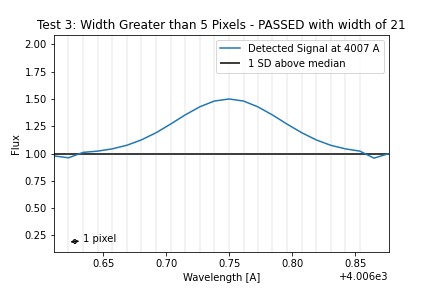 Test 3: Width Greater than 5 Pixels - PASSED with width of 21
2.00
1.75
1.50
1.25
1.00
0.75
0.50
0.25
Flux
Detected Signal at 4007 A
1 SD above median
1 pixel
0.65 0.70 0.75 0.80 0.85
Wavelength [A]
+4.006e3